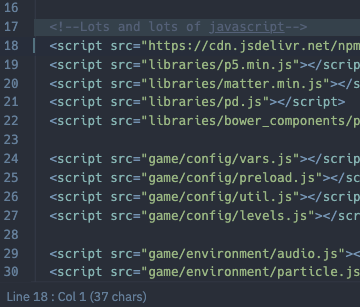 16
17 <!--Lots and lots of javascript-->
18 <script src="https://cdn.jsdelivr.net/npm
19 <script src="libraries/p5.min.js"></scrip
20 <script src="libraries/matter.min.js"></s
21 <script src="libraries/pd.js"></script>
22 <script src="libraries/bower_components/p
23
24 <script src="game/config/vars.js"></scrip
25 <script src="game/config/preload.js"></sc
26 <script src="game/config/util.js"></scrip
27 <script src="game/config/levels.js"></scr
28
29 <script src="game/environment/audio.js"><
30 <script src="game/environment/particle.js
Line 18 : Col 1 (37 chars)